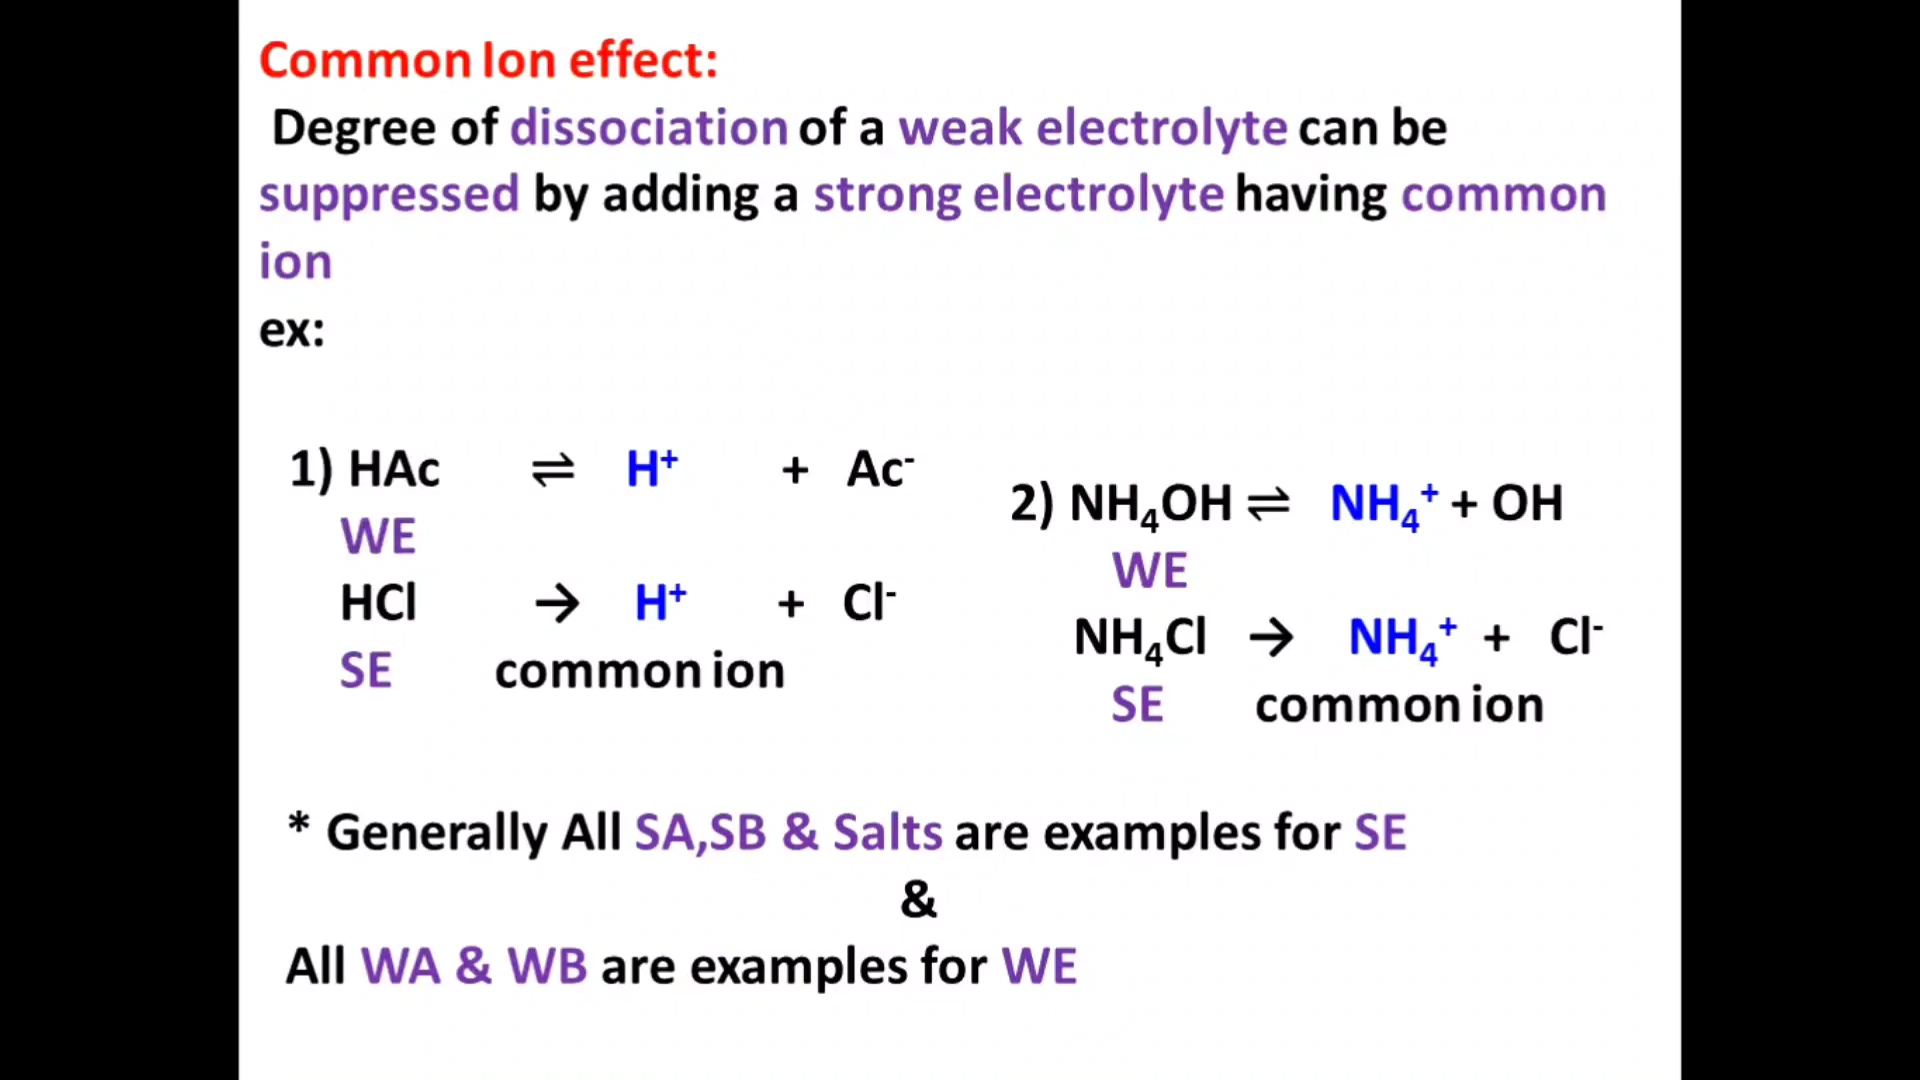 Common Ion effect:
Degree of dissociation of a weak electrolyte can be
suppressed by adding a strong electrolyte having common
ion
ex:
1) HAc ⇌ H⁺ + Ac⁻
WE
HCl → H⁺ + Cl⁻
SE common ion
2) NH₄OH ⇌ NH₄⁺ + OH
WE
NH₄Cl → NH₄⁺ + Cl⁻
SE common ion
* Generally All SA,SB & Salts are examples for SE
&
All WA & WB are examples for WE